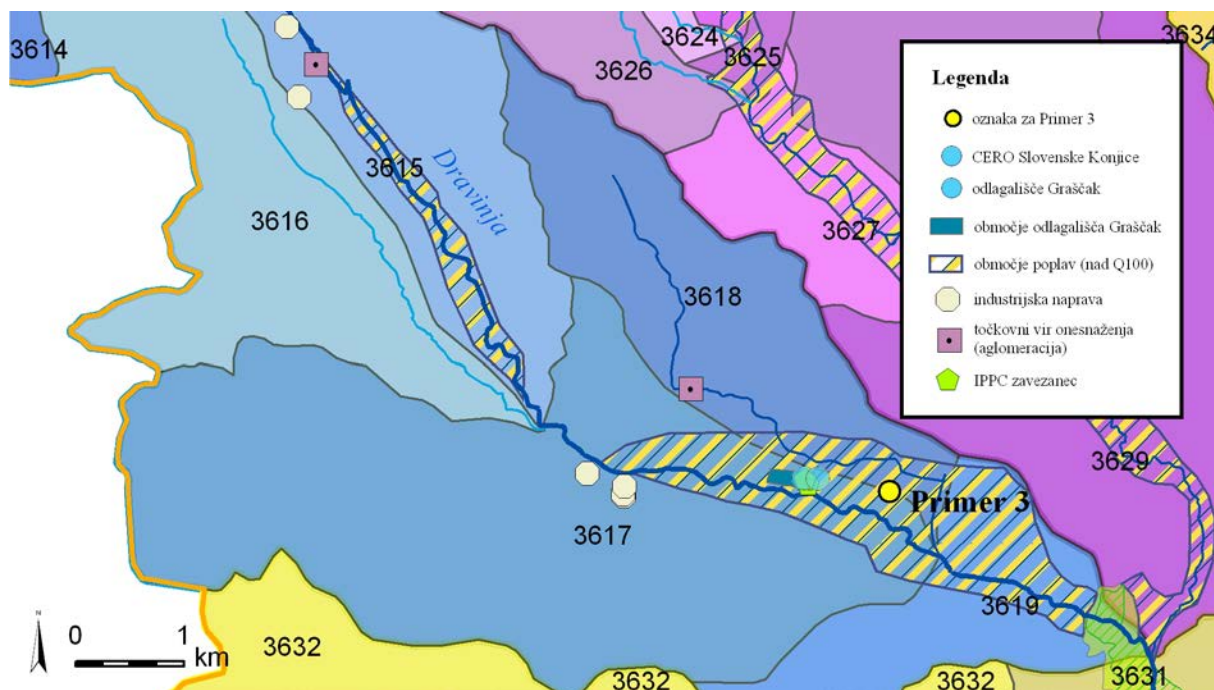 3614
3624
3625
3634
3626
3615
Dravinja
3616
3627
3618
3629
Primer 3
3617
3619
3632
3632
3632
3631
N
0 1
km
Legenda
oznaka za Primer 3
CERO Slovenske Konjice
odlagališče Graščak
območje odlagališča Graščak
območje poplav (nad Q100)
industrijska naprava
točkovni vir onesnaženja
(aglomeracija)
IPPC zavezanec